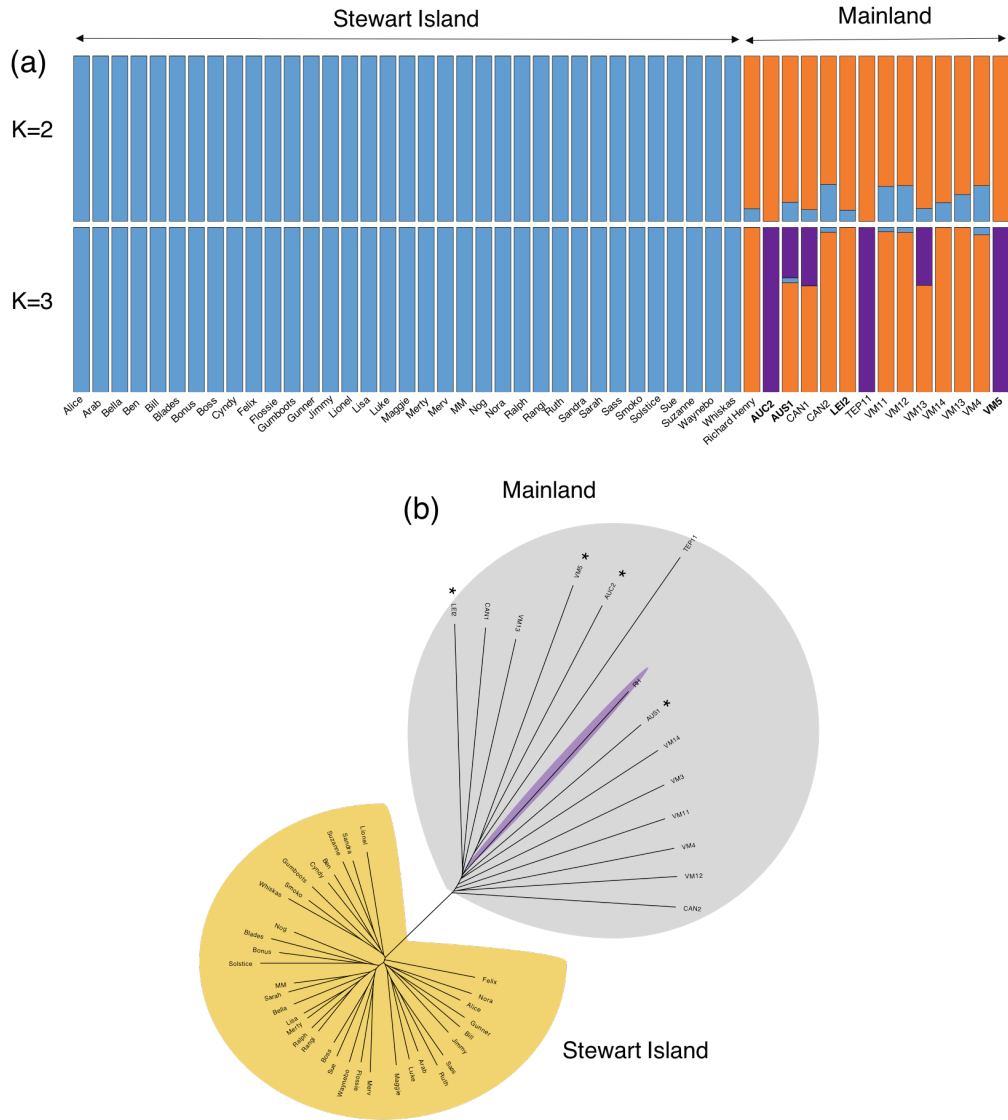 Stewart Island
Mainland
(a)
K=2
K=3
Alice
Arab
Bella
Ben
Bill
Blades
Bonus
Boss
Cyndy
Felix
Flossie
Gumboots
Gunner
Jimmy
Lionel
Lisa
Luke
Maggie
Merty
Merv
MM
Nog
Nora
Ralph
Rangi
Ruth
Sandra
Sarah
Sass
Smoko
Solstice
Sue
Suzanne
Waynebo
Whiskas
Richard Henry
AUC2
AUS1
CAN1
CAN2
LEI2
TEP11
VM11
VM12
VM13
VM14
VM13
VM4
VM5
Mainland
(b)
* LEI2
CAN1
VM13
VM5 *
AUC2 *
TEP11
RH
AUS1 *
VM14
VM3
VM11
VM4
VM12
CAN2
Lionel
Sandra
Suzanne
Ben
Cyndy
Gumboots
Smoko
Whiskas
Nog
Blades
Bonus
Solstice
MM
Sarah
Bella
Lisa
Merty
Ralph
Rangi
Boss
Sue
Waynebo
Flossie
Merv
Maggie
Luke
Arab
Ruth
Sass
Jimmy
Bill
Gunner
Alice
Nora
Felix
Stewart Island